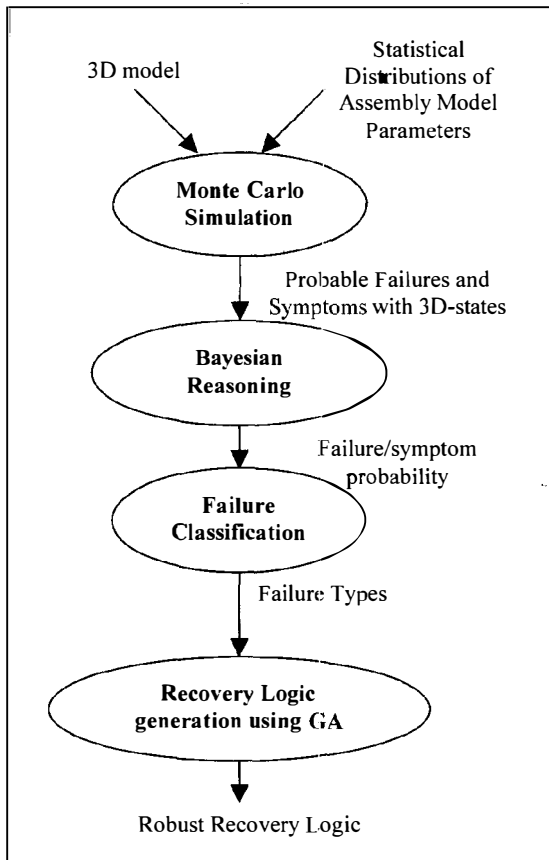 3D model
Statistical
Distributions of
Assembly Model
Parameters
Monte Carlo
Simulation
Probable Failures and
Symptoms with 3D-states
Bayesian
Reasoning
Failure/symptom
probability
Failure
Classification
Failure Types
Recovery Logic
generation using GA
Robust Recovery Logic